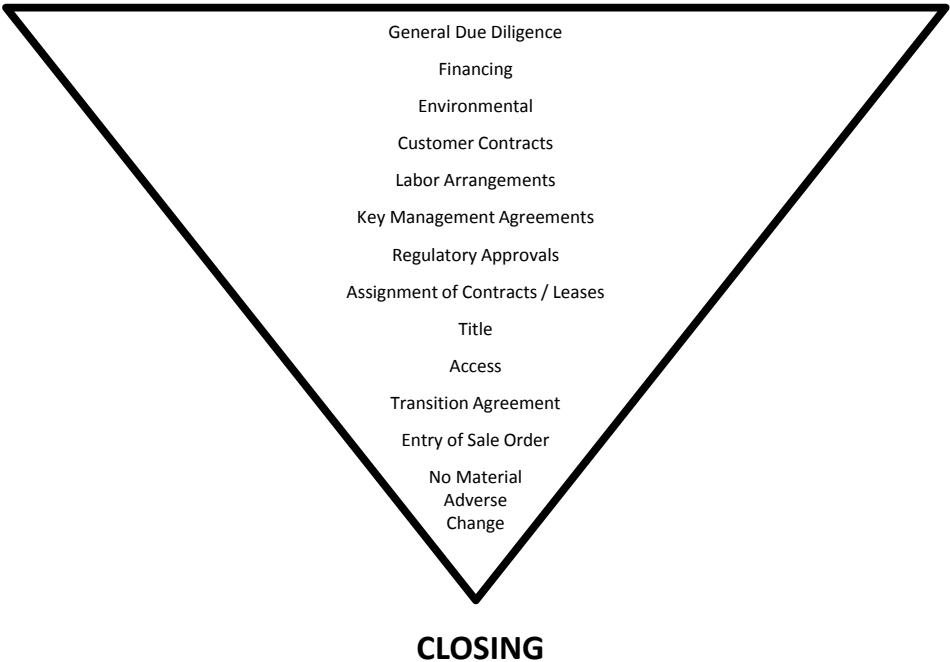 General Due Diligence
Financing
Environmental
Customer Contracts
Labor Arrangements
Key Management Agreements
Regulatory Approvals
Assignment of Contracts / Leases
Title
Access
Transition Agreement
Entry of Sale Order
No Material
Adverse
Change
CLOSING